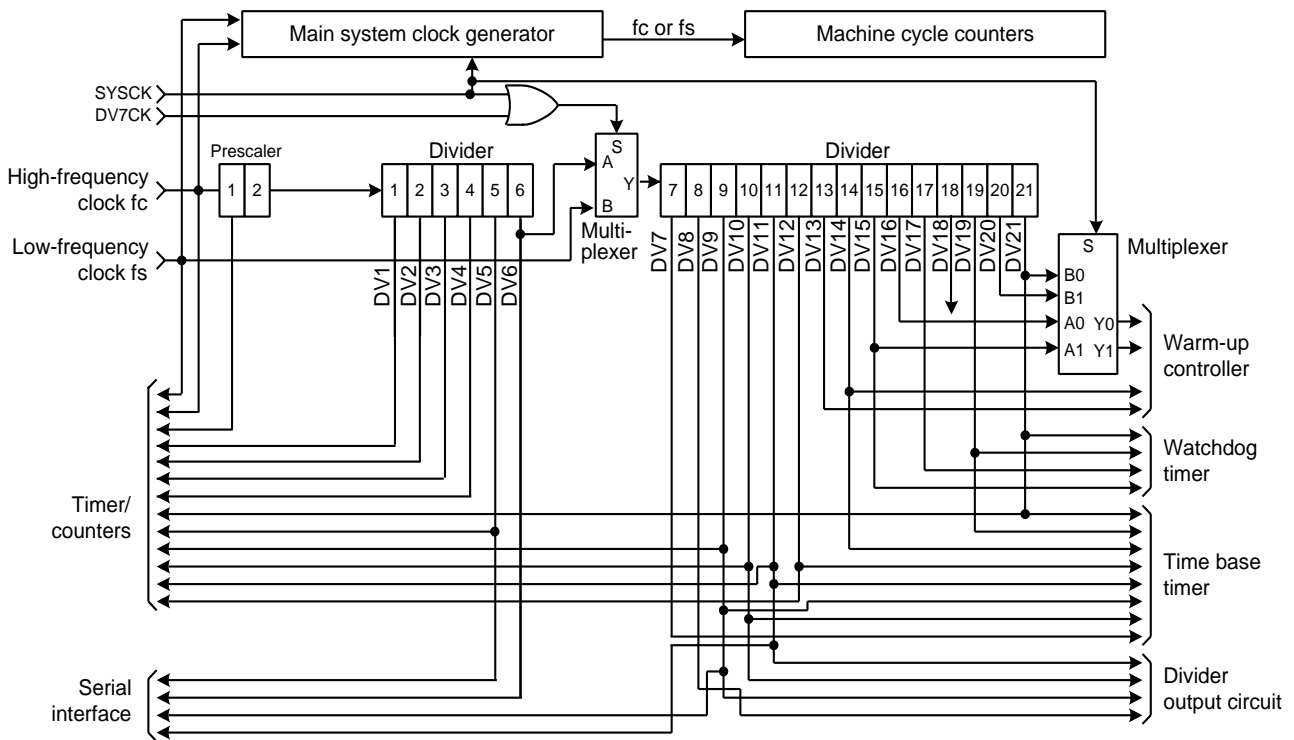 Main system clock generator
fc or fs
Machine cycle counters
SYSCK
DV7CK
High-frequency
clock fc
Low-frequency
clock fs
Prescaler
1 2
Divider
1 2 3 4 5 6
S
A
Y
B
Multi-
plexer
Divider
7 8 9 10 11 12 13 14 15 16 17 18 19 20 21
DV1
DV2
DV3
DV4
DV5
DV6
DV7
DV8
DV9
DV10
DV11
DV12
DV13
DV14
DV15
DV16
DV17
DV18
DV19
DV20
DV21
S
B0
B1
A0 Y0
A1 Y1
Multiplexer
Warm-up
controller
Watchdog
timer
Timer/
counters
Time base
timer
Serial
interface
Divider
output circuit